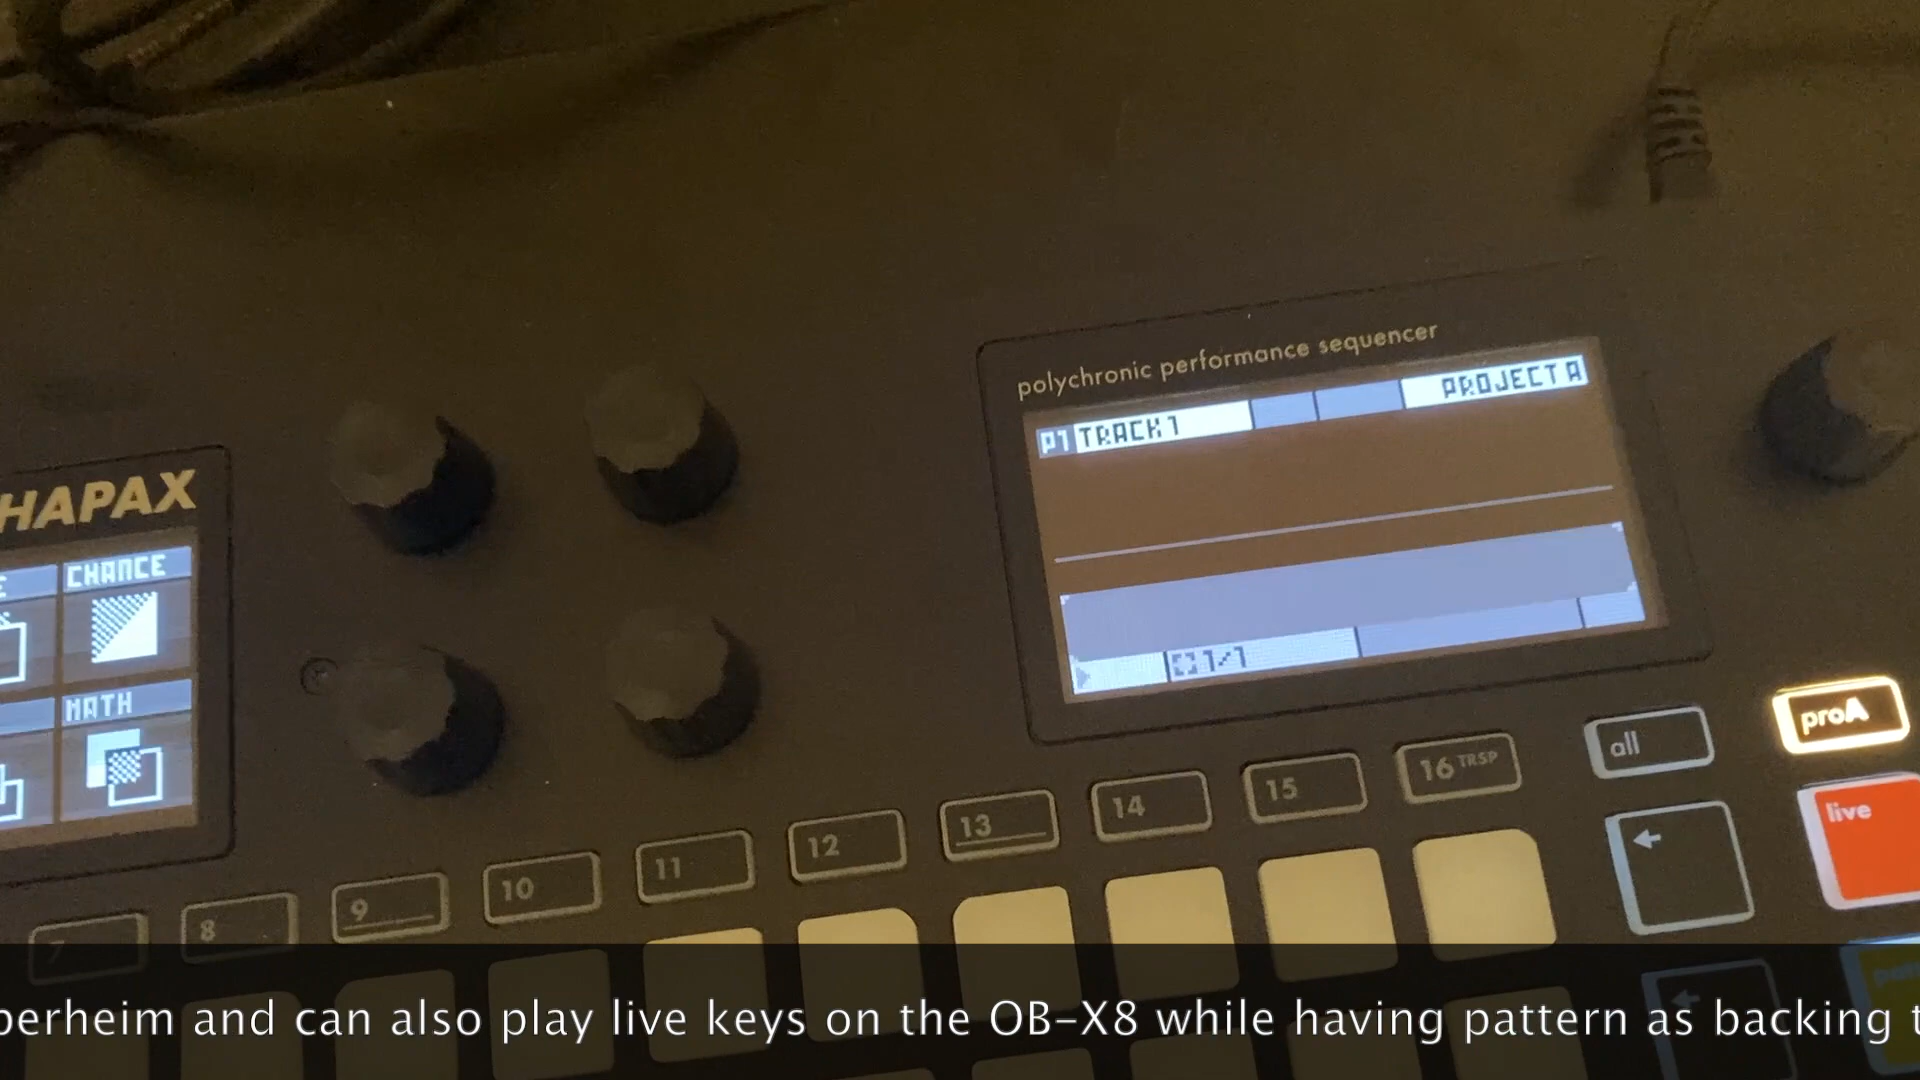 HAPAX
CHANCE
MATH
polychronic performance sequencer
P1 TRACK 1 PROJECT A
1/1
7 8 9 10 11 12 13 14 15 16 TRSP all proA
live
perheim and can also play live keys on the OB-X8 while having pattern as backing t